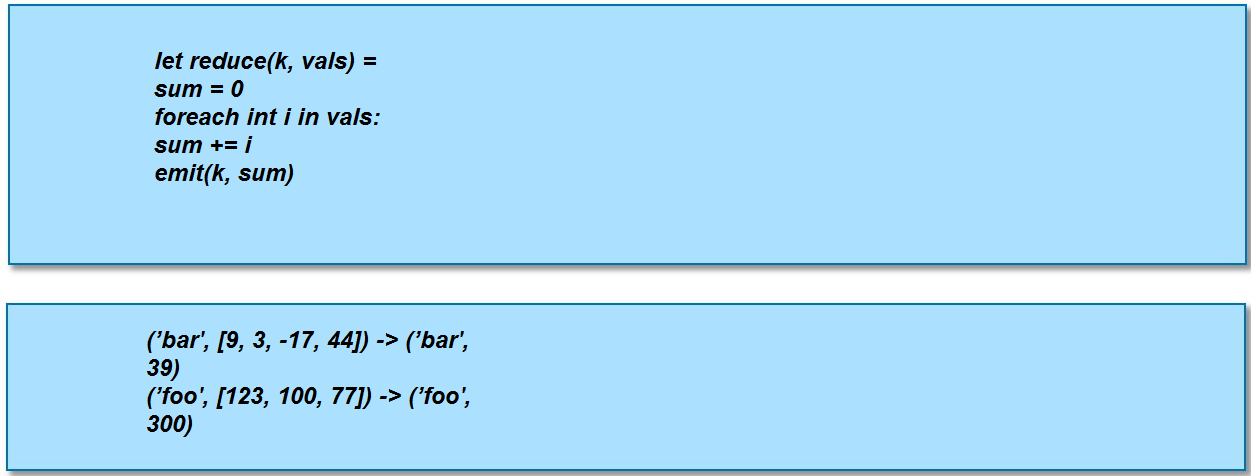 let reduce(k, vals) =
sum = 0
foreach int i in vals:
sum += i
emit(k, sum)
(’bar', [9, 3, -17, 44]) -> (’bar',
39)
(’foo', [123, 100, 77]) -> (’foo',
300)